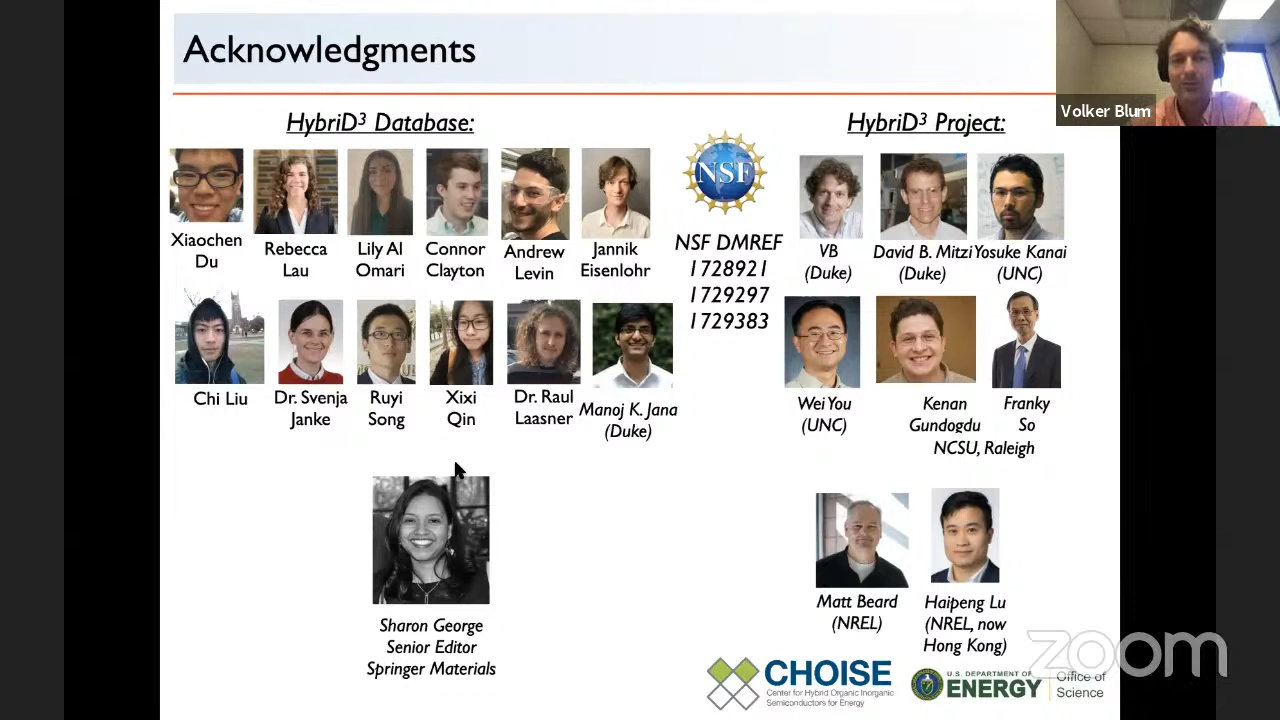 Acknowledgments
Volker Blum
HybriD³ Database:
HybriD³ Project:
Xiaochen
Du
Rebecca
Lau
Lily Al
Omari
Connor
Clayton
Andrew
Levin
Jannik
Eisenlohr
NSF
NSF DMREF
1728921
1729297
1729383
VB
(Duke)
David B. Mitzi
(Duke)
Yosuke Kanai
(UNC)
Chi Liu
Dr. Svenja
Janke
Ruyi
Song
Xixi
Qin
Dr. Raul
Laasner
Manoj K. Jana
(Duke)
Wei You
(UNC)
Kenan
Gundogdu
Franky
So
NCSU, Raleigh
Sharon George
Senior Editor
Springer Materials
Matt Beard
(NREL)
Haipeng Lu
(NREL, now
Hong Kong)
zoom
CHOISE
Center for Hybrid Organic Inorganic
Semiconductors for Energy
U.S. DEPARTMENT OF
ENERGY
Office of
Science